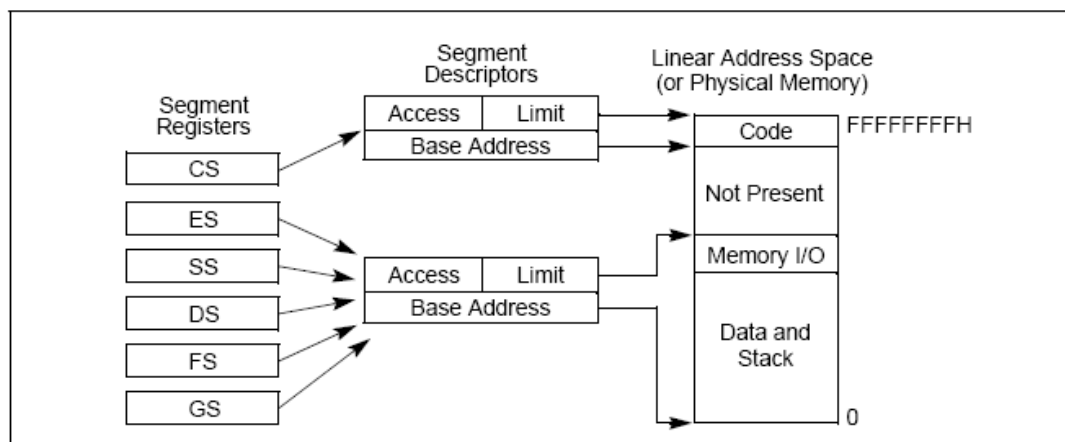 Segment
Registers
CS
ES
SS
DS
FS
GS
Segment
Descriptors
Access
Limit
Base Address
Access
Limit
Base Address
Linear Address Space
(or Physical Memory)
Code
FFFFFFFFH
Not Present
Memory I/O
Data and
Stack
0